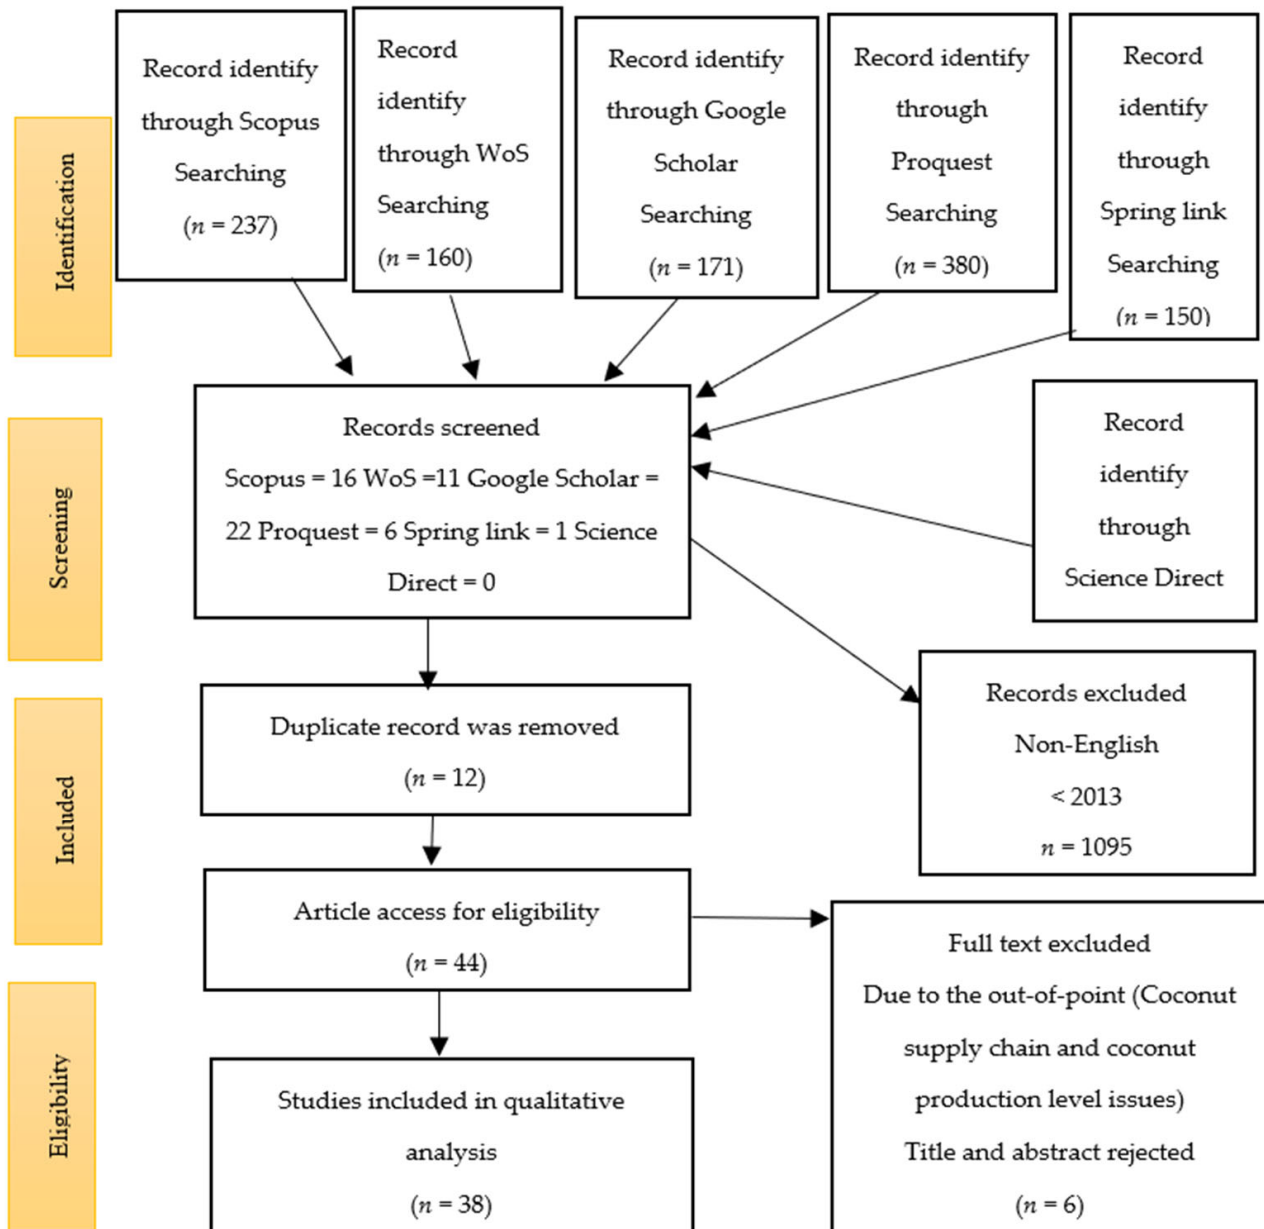 Identification
Record identify
through Scopus
Searching
(n = 237)
Record
identify
through WoS
Searching
(n = 160)
Record identify
through Google
Scholar
Searching
(n = 171)
Record identify
through
Proquest
Searching
(n = 380)
Record
identify
through
Spring link
Searching
(n = 150)
Screening
Records screened
Scopus = 16 WoS =11 Google Scholar =
22 Proquest = 6 Spring link = 1 Science
Direct = 0
Record
identify
through
Science Direct
Records excluded
Non-English
< 2013
n = 1095
Included
Duplicate record was removed
(n = 12)
Article access for eligibility
(n = 44)
Full text excluded
Due to the out-of-point (Coconut
supply chain and coconut
production level issues)
Title and abstract rejected
(n = 6)
Eligibility
Studies included in qualitative
analysis
(n = 38)